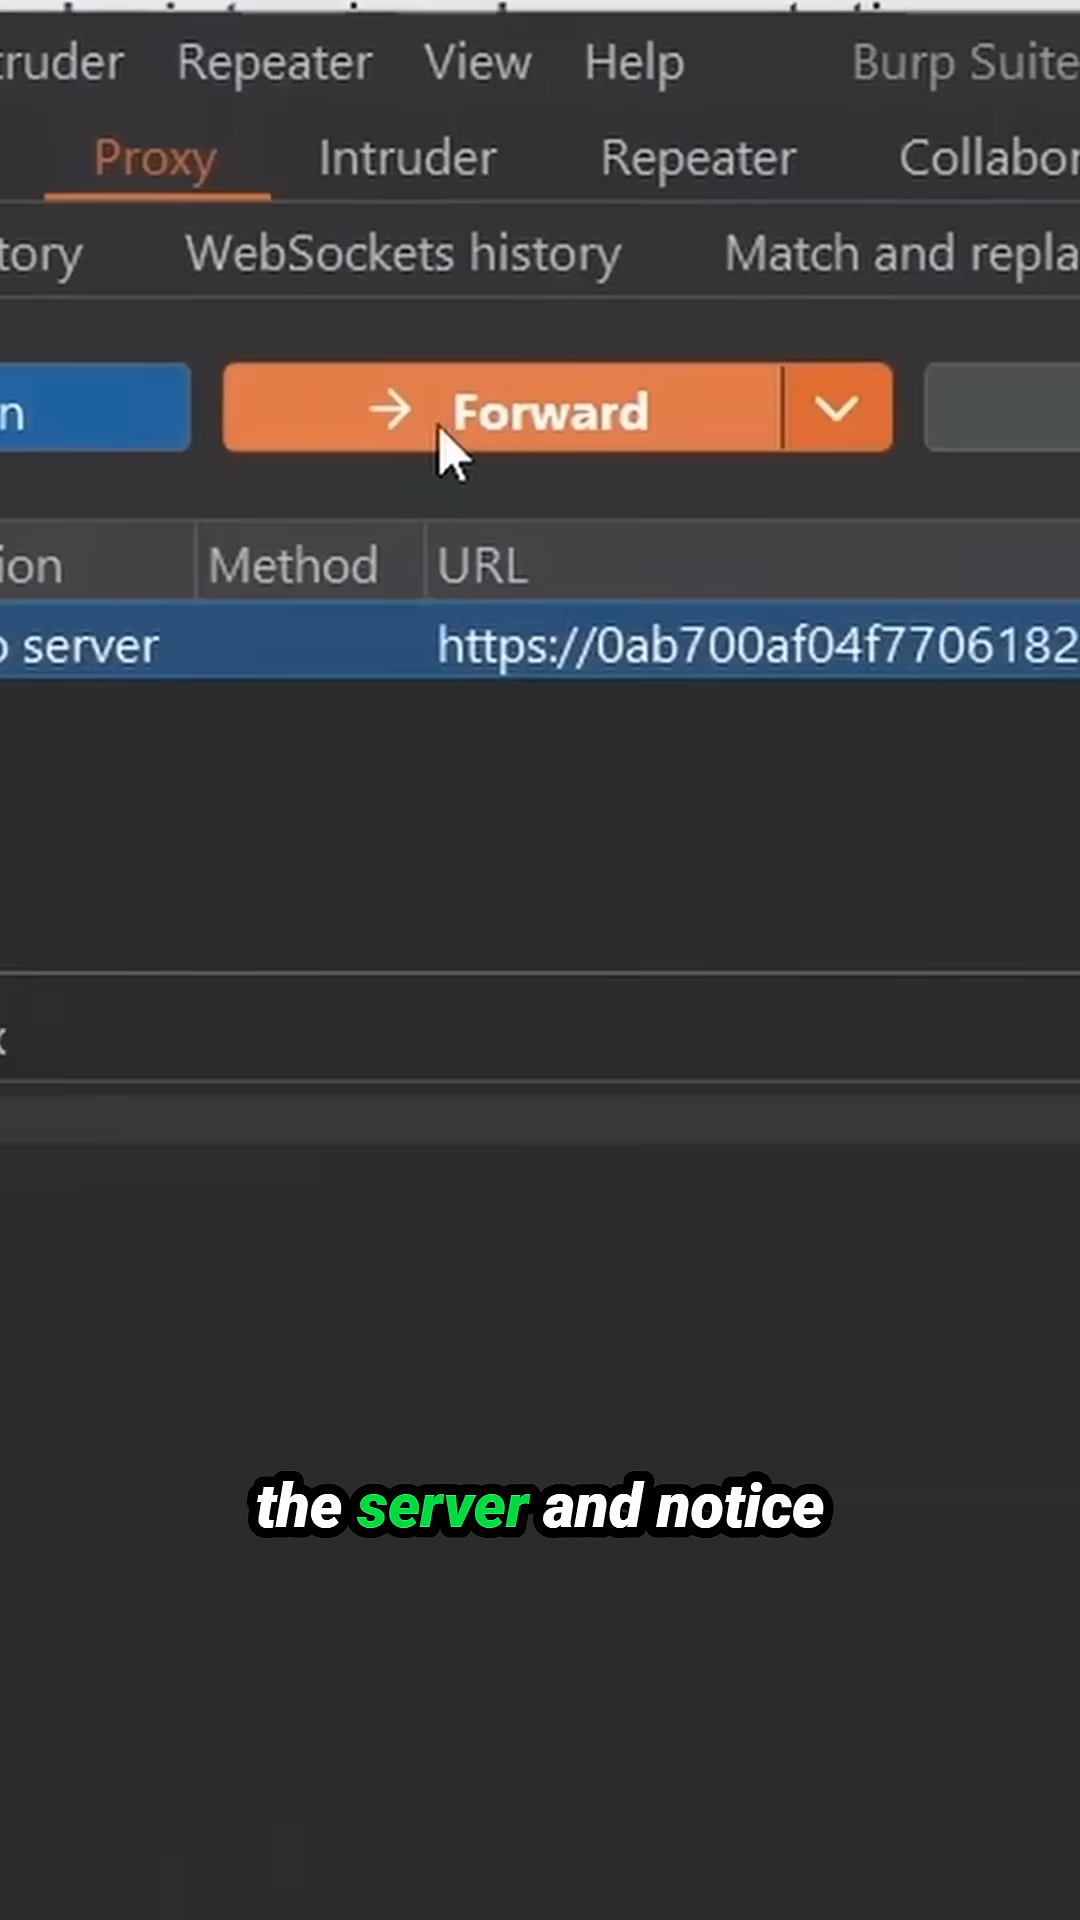 truder Repeater View Help Burp Suite
Proxy Intruder Repeater Collabor
tory WebSockets history Match and repla
n → Forward
ion Method URL
o server https://0ab700af04f7706182
the server and notice